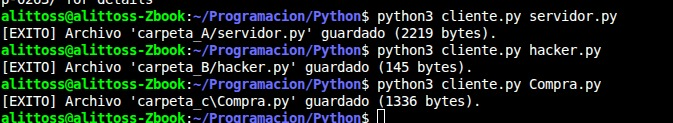 alittoss@alittoss-Zbook:~/Programacion/Python$ python3 cliente.py servidor.py
[EXITO] Archivo 'carpeta_A/servidor.py' guardado (2219 bytes).
alittoss@alittoss-Zbook:~/Programacion/Python$ python3 cliente.py hacker.py
[EXITO] Archivo 'carpeta_B/hacker.py' guardado (145 bytes).
alittoss@alittoss-Zbook:~/Programacion/Python$ python3 cliente.py Compra.py
[EXITO] Archivo 'carpeta_c\Compra.py' guardado (1336 bytes).
alittoss@alittoss-Zbook:~/Programacion/Python$